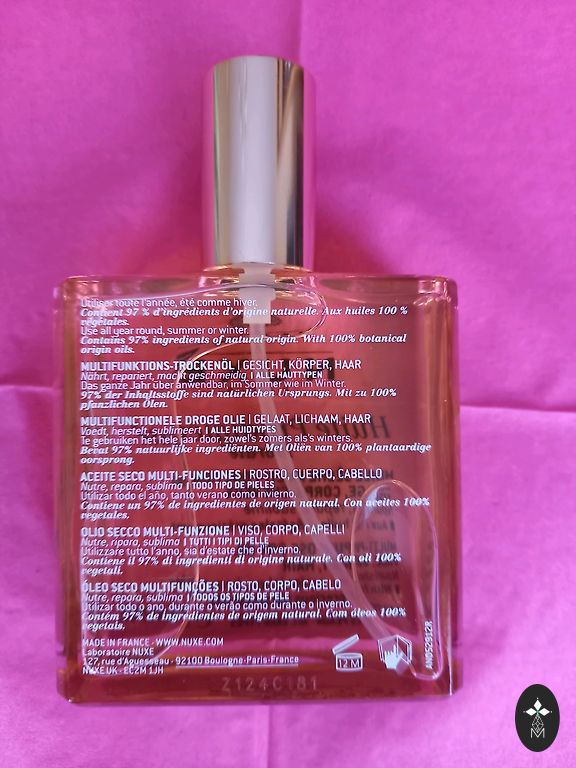 Utiliser toute l'année, été comme hiver.
Contient 97 % d'ingrédients d'origine naturelle. Aux huiles 100 %
végétales.
Use all year round, summer or winter.
Contains 97% ingredients of natural origin. With 100% botanical
origin oils.
MULTIFUNKTIONS-TROCKENÖL | GESICHT, KÖRPER, HAAR
Nährt, repariert, macht geschmeidig | ALLE HAUTTYPEN
Das ganze Jahr über anwendbar, im Sommer wie im Winter.
97% der Inhaltsstoffe sind natürlichen Ursprungs. Mit zu 100%
pflanzlichen Ölen.
MULTIFUNCTIONELE DROGE OLIE | GELAAT, LICHAAM, HAAR
Voedt, herstelt, sublimeert | ALLE HUIDTYPES
Te gebruiken het hele jaar door, zowel's zomers als's winters.
Bevat 97% natuurlijke ingrediënten. Met Oliën van 100% plantaardige
oorsprong.
ACEITE SECO MULTI-FUNCIONES | ROSTRO, CUERPO, CABELLO
Nutre, repara, sublima | TODO TIPO DE PIELES
Utilizar todo el año, tanto verano como invierno.
Contiene un 97% de ingredientes de origen natural. Con aceites 100%
vegetales.
OLIO SECCO MULTI-FUNZIONE | VISO, CORPO, CAPELLI
Nutre, ripara, sublima | TUTTI I TIPI DI PELLE
Utilizzare tutto l'anno, sia d'estate che d'inverno.
Contiene il 97% di ingredienti di origine naturale. Con oli 100%
vegetali.
ÓLEO SECO MULTIFUNÇÕES | ROSTO, CORPO, CABELO
Nutre, repara, sublima | TODOS OS TIPOS DE PELE
Utilizar todo o ano, durante o verão como durante o inverno.
Contém 97% de ingredientes de origem natural. Com óleos 100%
vegetais.
MADE IN FRANCE - WWW.NUXE.COM
Laboratoire NUXE
127, rue d'Aguesseau - 92100 Boulogne-Paris-France
NUXE UK - EC2M 1JH
12 M
AN052912R
Z124C181
M